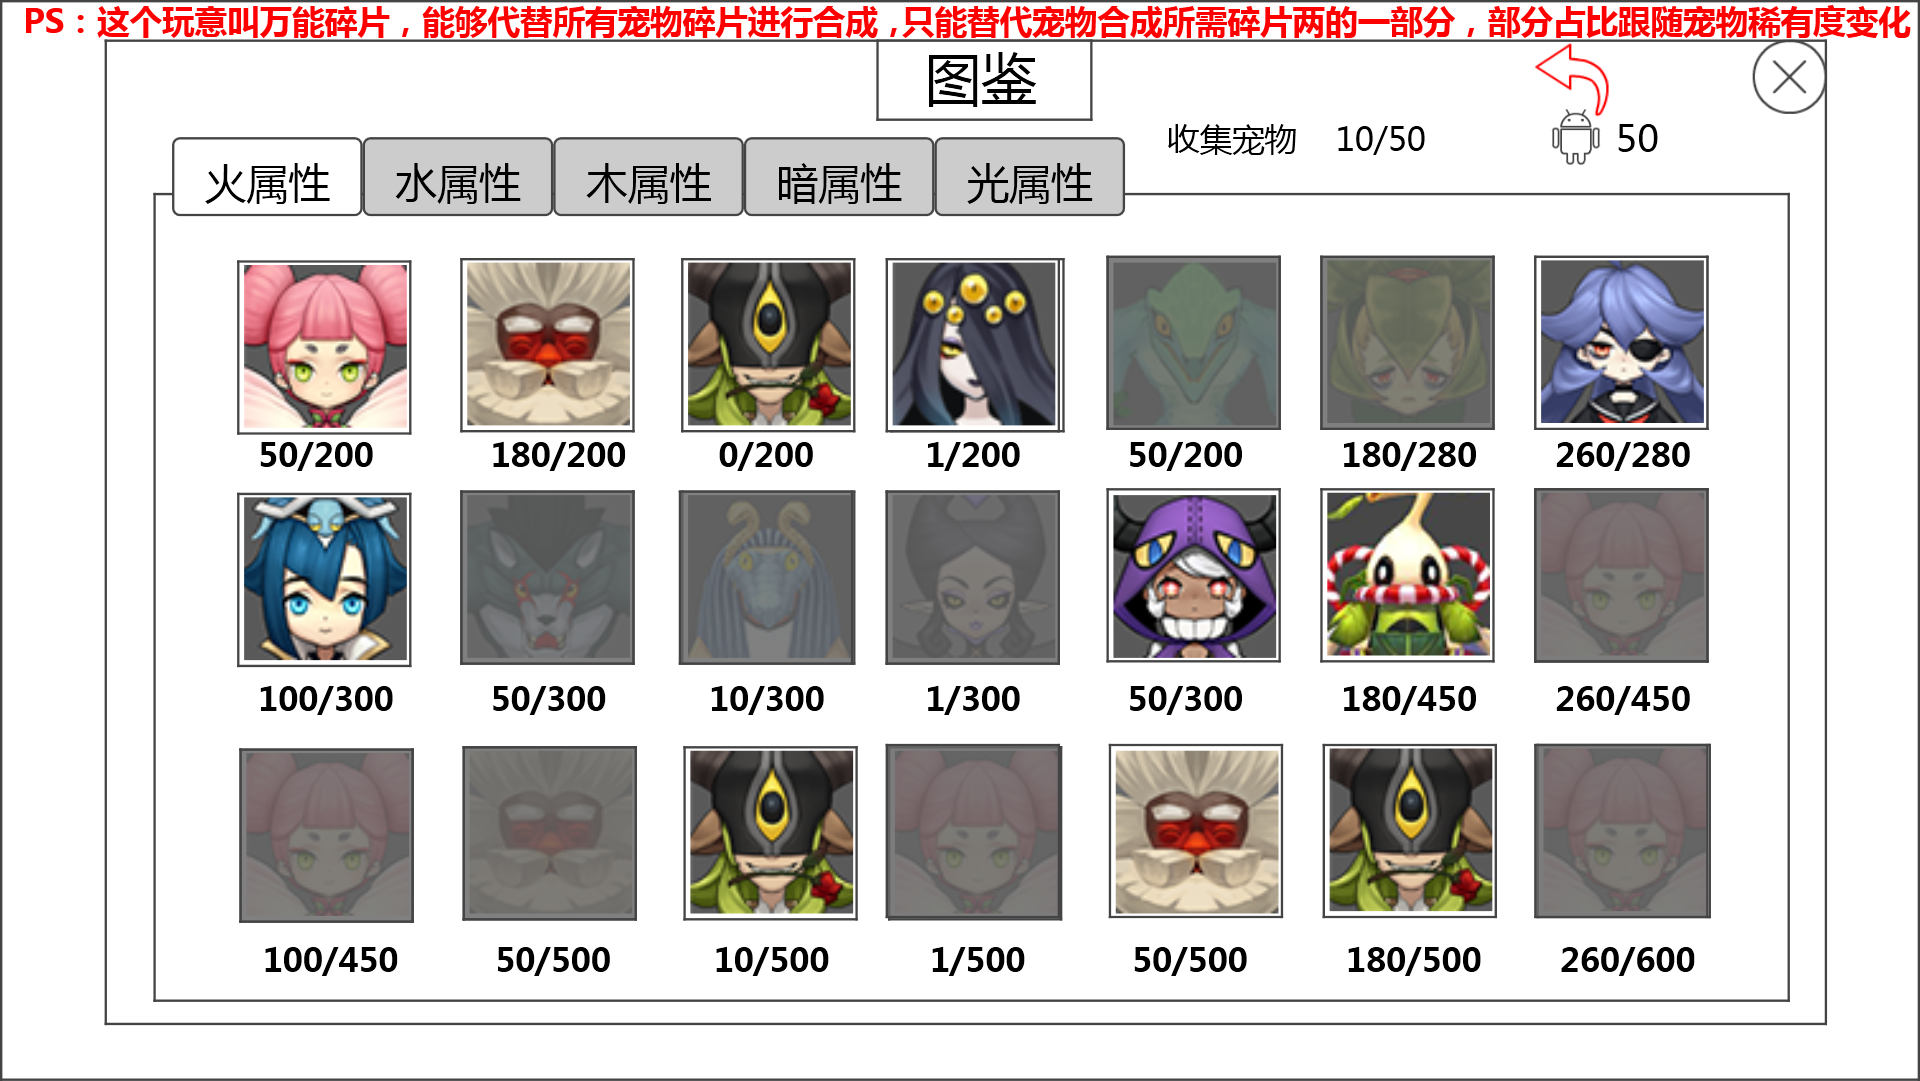 PS：这个玩意叫万能碎片，能够代替所有宠物碎片进行合成，只能替代宠物合成所需碎片两的一部分，部分占比跟随宠物稀有度变化
图鉴
收集宠物 10/50 50
火属性 水属性 木属性 暗属性 光属性
50/200 180/200 0/200 1/200 50/200 180/280 260/280
100/300 50/300 10/300 1/300 50/300 180/450 260/450
100/450 50/500 10/500 1/500 50/500 180/500 260/600